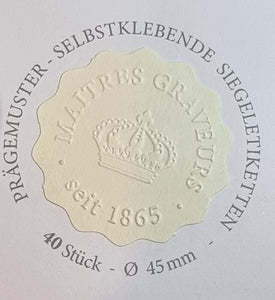 PRÄGEMUSTER - SELBSTKLEBENDE SIEGELETIKETTEN -
· MAITRES GRAVEURS ·
seit 1865
40 Stück - Ø 45 mm -